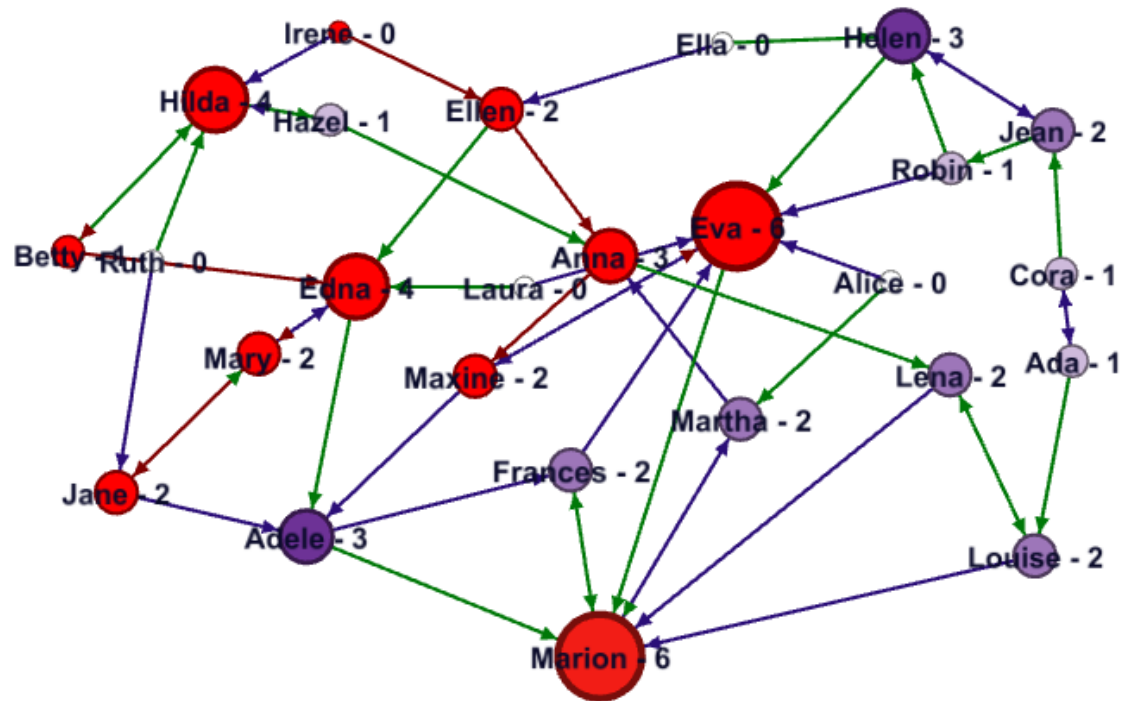 Irene - 0
Ella - 0
Helen - 3
Hilda - 4
Hazel - 1
Ellen - 2
Jean - 2
Robin - 1
Eva - 6
Betty - 1
Ruth - 0
Anna - 3
Edna - 4
Laura - 0
Alice - 0
Cora - 1
Mary - 2
Maxine - 2
Lena - 2
Ada - 1
Martha - 2
Frances - 2
Jane - 2
Adele - 3
Louise - 2
Marion - 6